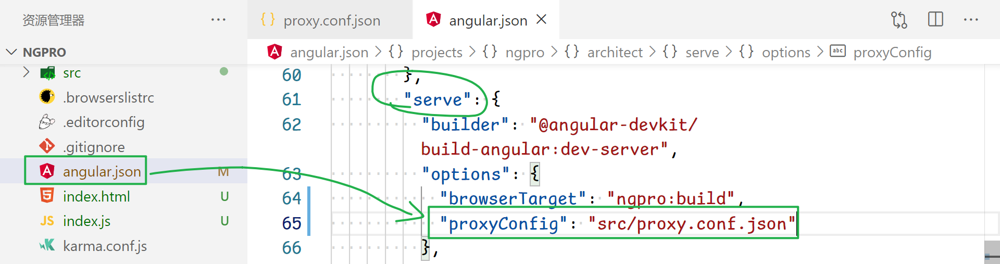 资源管理器 ···
proxy.conf.json
angular.json
···
NGPRO
angular.json > {} projects > {} ngpro > {} architect > {} serve > {} options > abc proxyConfig
src
.browserslistrc
.editorconfig
.gitignore
angular.json M
index.html U
JS index.js U
karma.conf.js
60 },
61 "serve": {
62 "builder": "@angular-devkit/
build-angular:dev-server",
63 "options": {
64 "browserTarget": "ngpro:build",
65 "proxyConfig": "src/proxy.conf.json"
66 },